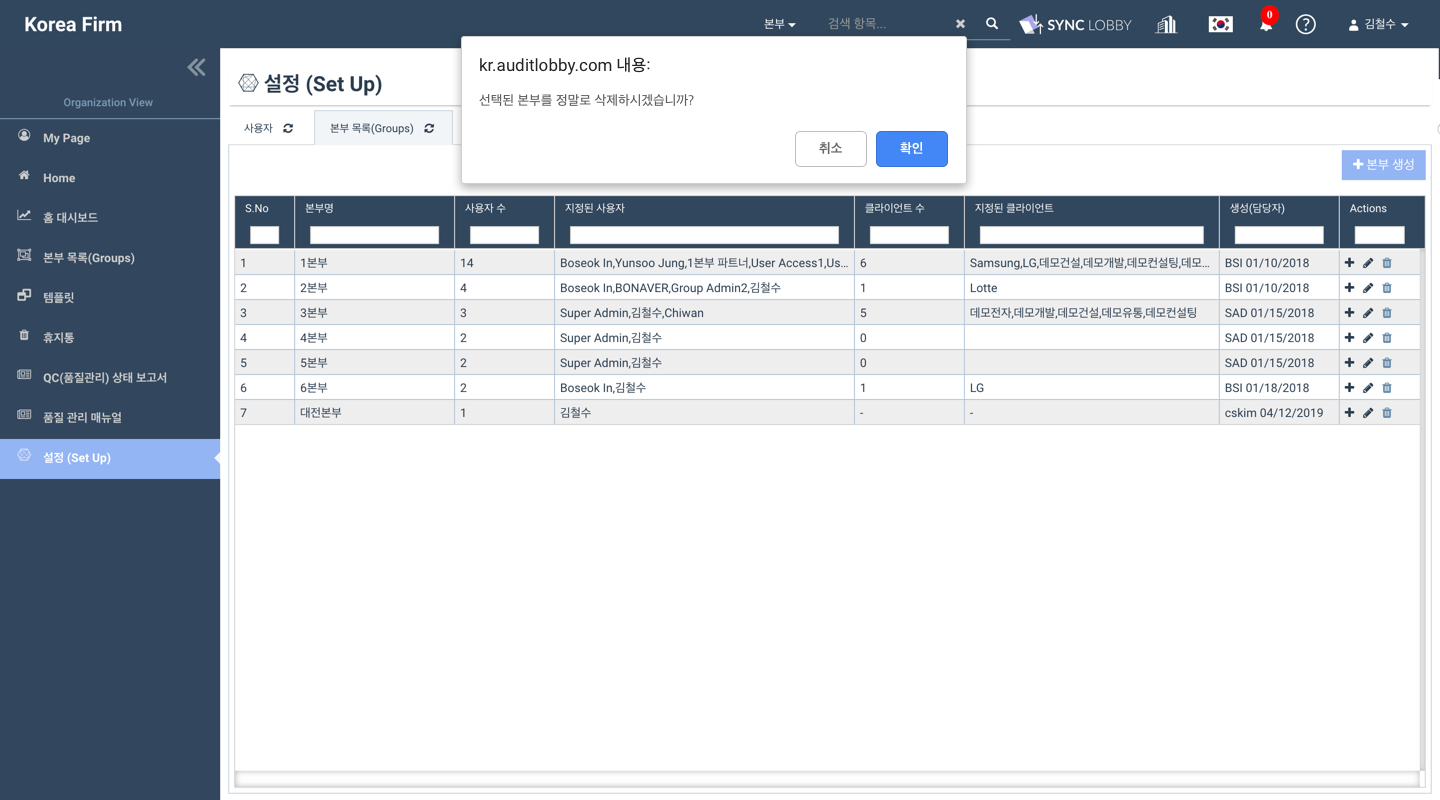 Korea Firm
본부
검색 항목...
SYNC LOBBY
0
김철수
kr.auditlobby.com 내용:
선택된 본부를 정말로 삭제하시겠습니까?
취소
확인
Organization View
My Page
Home
홈 대시보드
본부 목록(Groups)
템플릿
휴지통
QC(품질관리) 상태 보고서
품질 관리 매뉴얼
설정 (Set Up)
설정 (Set Up)
사용자
본부 목록(Groups)
본부 생성
S.No 본부명 사용자 수 지정된 사용자 클라이언트 수 지정된 클라이언트 생성(담당자) Actions
1 1본부 14 Boseok In,Yunsoo Jung,1본부 파트너,User Access1,Us... 6 Samsung,LG,데모건설,데모개발,데모컨설팅,데모... BSI 01/10/2018
2 2본부 4 Boseok In,BONAVER,Group Admin2,김철수 1 Lotte BSI 01/10/2018
3 3본부 3 Super Admin,김철수,Chiwan 5 데모전자,데모개발,데모건설,데모유통,데모컨설팅 SAD 01/15/2018
4 4본부 2 Super Admin,김철수 0 SAD 01/15/2018
5 5본부 2 Super Admin,김철수 0 SAD 01/15/2018
6 6본부 2 Boseok In,김철수 1 LG BSI 01/18/2018
7 대전본부 1 김철수 - - cskim 04/12/2019